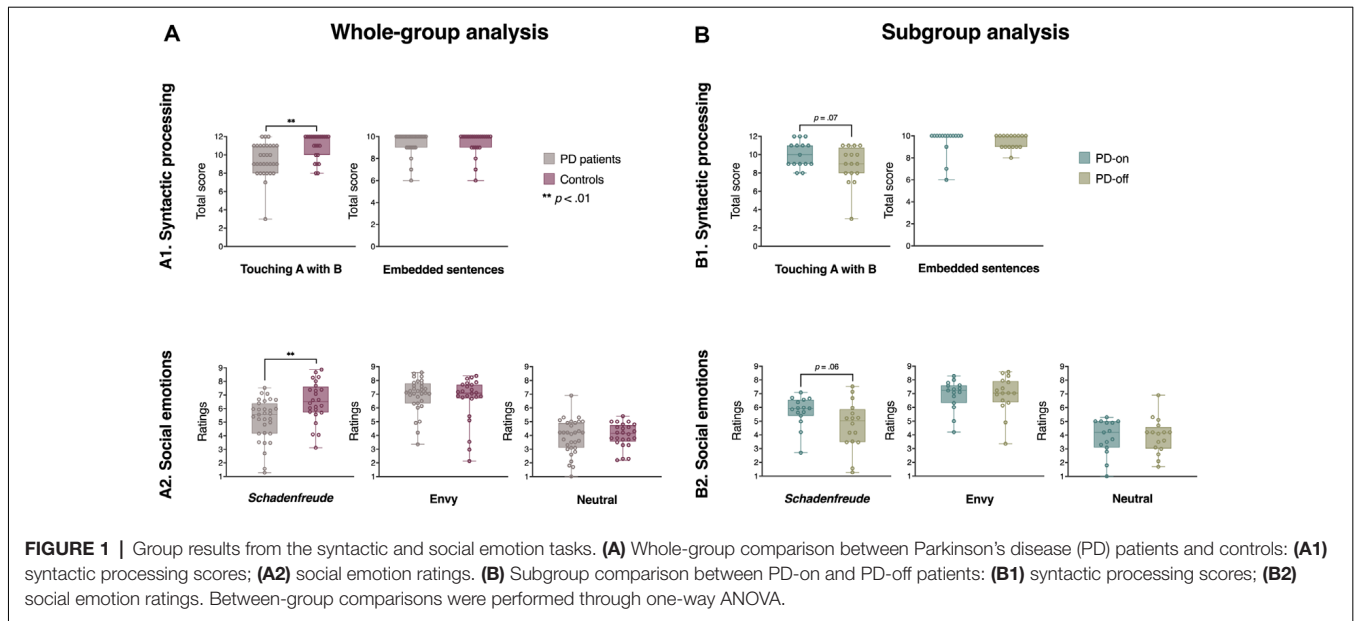 A
Whole-group analysis
B
Subgroup analysis
A1. Syntactic processing
Total score
12
10
8
6
4
2
0
**
Touching A with B
Total score
10
8
6
4
2
0
Embedded sentences
PD patients
Controls
** p < .01
B1. Syntactic processing
Total score
12
10
8
6
4
2
0
p = .07
Touching A with B
Total score
10
8
6
4
2
0
Embedded sentences
PD-on
PD-off
A2. Social emotions
Ratings
9
8
7
6
5
4
3
2
1
**
Schadenfreude
Ratings
9
8
7
6
5
4
3
2
1
Envy
Ratings
9
8
7
6
5
4
3
2
1
Neutral
B2. Social emotions
Ratings
9
8
7
6
5
4
3
2
1
p = .06
Schadenfreude
Ratings
9
8
7
6
5
4
3
2
1
Envy
Ratings
9
8
7
6
5
4
3
2
1
Neutral
FIGURE 1 | Group results from the syntactic and social emotion tasks. (A) Whole-group comparison between Parkinson’s disease (PD) patients and controls: (A1)
syntactic processing scores; (A2) social emotion ratings. (B) Subgroup comparison between PD-on and PD-off patients: (B1) syntactic processing scores; (B2)
social emotion ratings. Between-group comparisons were performed through one-way ANOVA.